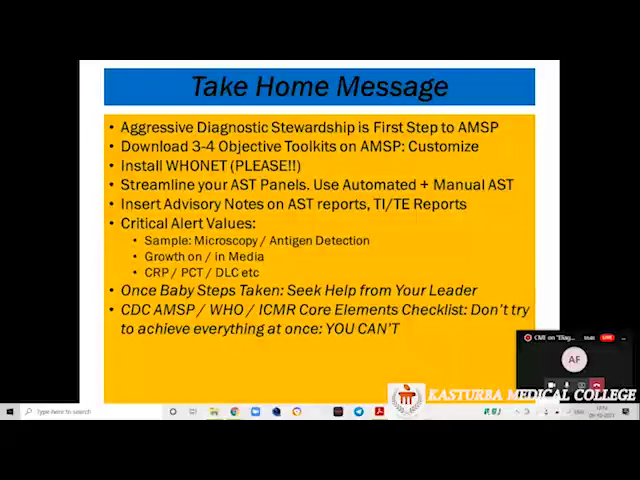 Take Home Message
• Aggressive Diagnostic Stewardship is First Step to AMSP
• Download 3-4 Objective Toolkits on AMSP: Customize
• Install WHONET (PLEASE!!)
• Streamline your AST Panels. Use Automated + Manual AST
• Insert Advisory Notes on AST reports, TI/TE Reports
• Critical Alert Values:
• Sample: Microscopy / Antigen Detection
• Growth on / in Media
• CRP / PCT / DLC etc
• Once Baby Steps Taken: Seek Help from Your Leader
• CDC AMSP / WHO / ICMR Core Elements Checklist: Don't try
to achieve everything at once: YOU CAN'T
CME on "Diag...
LIVE
AF
KASTURBA MEDICAL COLLEGE
Type here to search